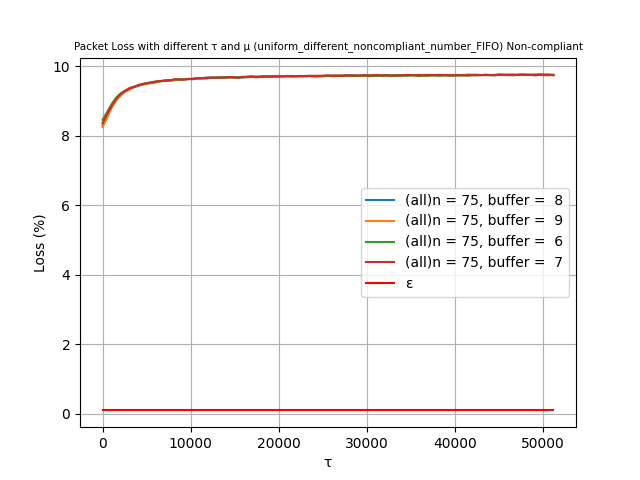 Packet Loss with different τ and μ (uniform_different_noncompliant_number_FIFO) Non-compliant
10
8
6
4
2
0
Loss (%)
(all)n = 75, buffer =  8
(all)n = 75, buffer =  9
(all)n = 75, buffer =  6
(all)n = 75, buffer =  7
ε
0 10000 20000 30000 40000 50000
τ